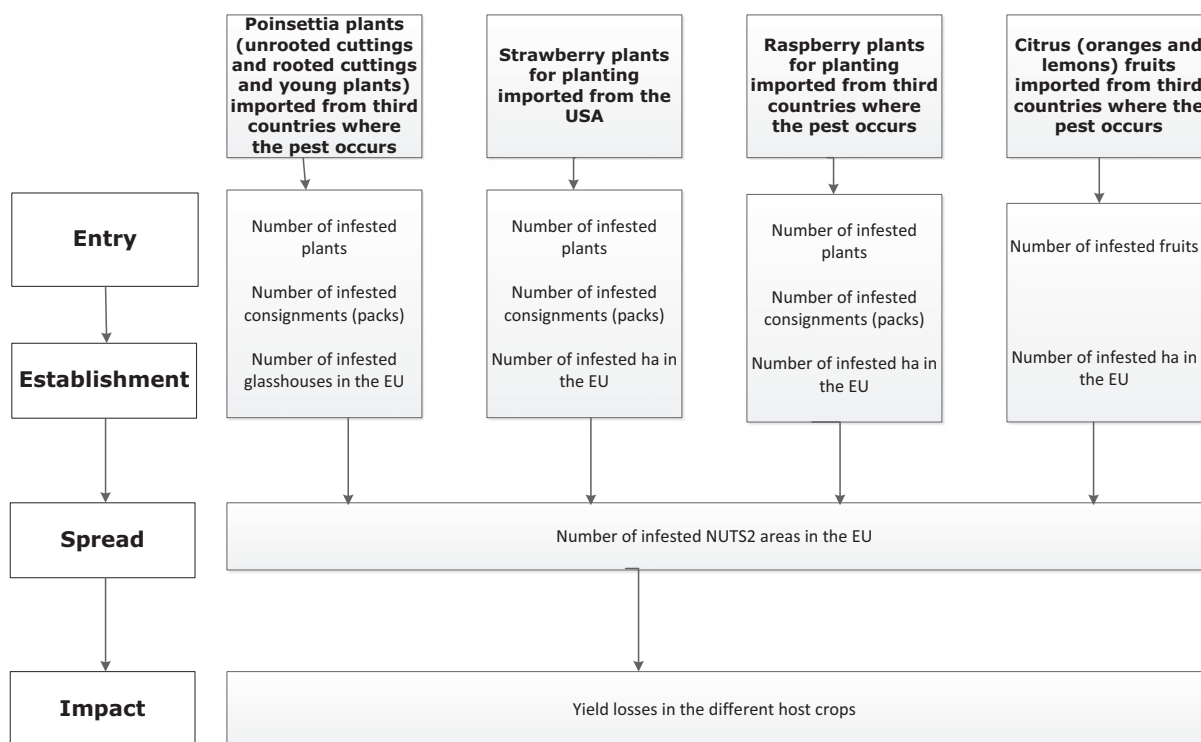 Poinsettia plants
(unrooted cuttings
and rooted cuttings
and young plants)
imported from third
countries where
the pest occurs
Strawberry plants
for planting
imported from the
USA
Raspberry plants
for planting
imported from third
countries where
the pest occurs
Citrus (oranges and
lemons) fruits
imported from third
countries where the
pest occurs
Entry
Number of infested
plants
Number of infested
consignments (packs)
Number of infested
glasshouses in the EU
Number of infested
plants
Number of infested
consignments (packs)
Number of infested ha in
the EU
Number of infested
plants
Number of infested
consignments (packs)
Number of infested ha in
the EU
Number of infested fruits
Number of infested ha in
the EU
Establishment
Spread
Number of infested NUTS2 areas in the EU
Impact
Yield losses in the different host crops